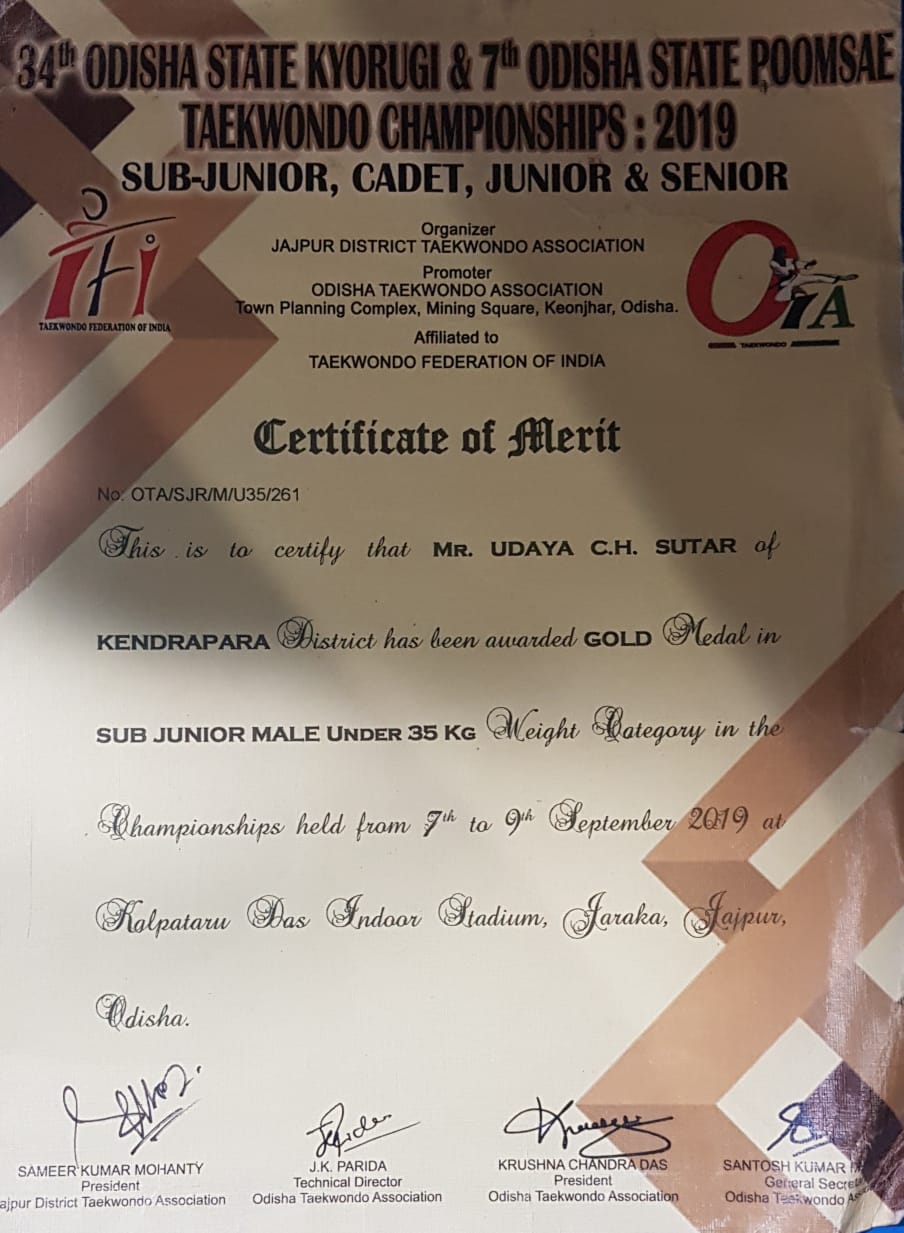 34th ODISHA STATE KYORUGI & 7th ODISHA STATE POOMSAE
TAEKWONDO CHAMPIONSHIPS : 2019
SUB-JUNIOR, CADET, JUNIOR & SENIOR
TFI
TAEKWONDO FEDERATION OF INDIA
Organizer
JAJPUR DISTRICT TAEKWONDO ASSOCIATION
Promoter
ODISHA TAEKWONDO ASSOCIATION
Town Planning Complex, Mining Square, Keonjhar, Odisha.
Affiliated to
TAEKWONDO FEDERATION OF INDIA
OTA
TAEKWONDO
Certificate of Merit
No: OTA/SJR/M/U35/261
This is to certify that MR. UDAYA C.H. SUTAR of
KENDRAPARA District has been awarded GOLD Medal in
SUB JUNIOR MALE UNDER 35 KG Weight Category in the
Championships held from 7th to 9th September 2019 at
Kalpataru Das Indoor Stadium, Jaraka, Jajpur,
Odisha.
SAMEER KUMAR MOHANTY
President
ajpur District Taekwondo Association
J.K. PARIDA
Technical Director
Odisha Taekwondo Association
KRUSHNA CHANDRA DAS
President
Odisha Taekwondo Association
SANTOSH KUMAR
General
Odisha Taekwondo